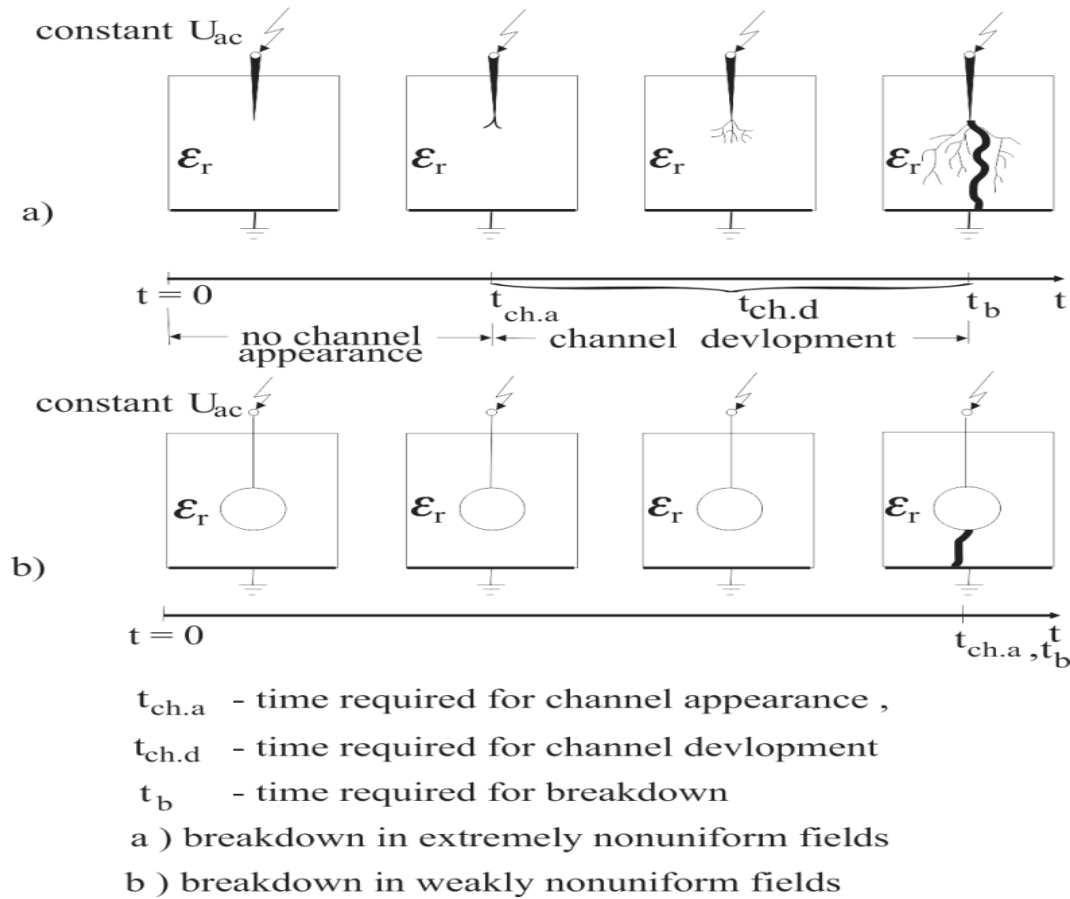 constant U_ac
ε_r ε_r ε_r ε_r
a)
t = 0 t_ch.a t_ch.d t_b t
no channel appearance channel devlopment
constant U_ac
ε_r ε_r ε_r ε_r
b)
t = 0 t_ch.a , t_b t
t_ch.a - time required for channel appearance ,
t_ch.d - time required for channel devlopment
t_b - time required for breakdown
a ) breakdown in extremely nonuniform fields
b ) breakdown in weakly nonuniform fields